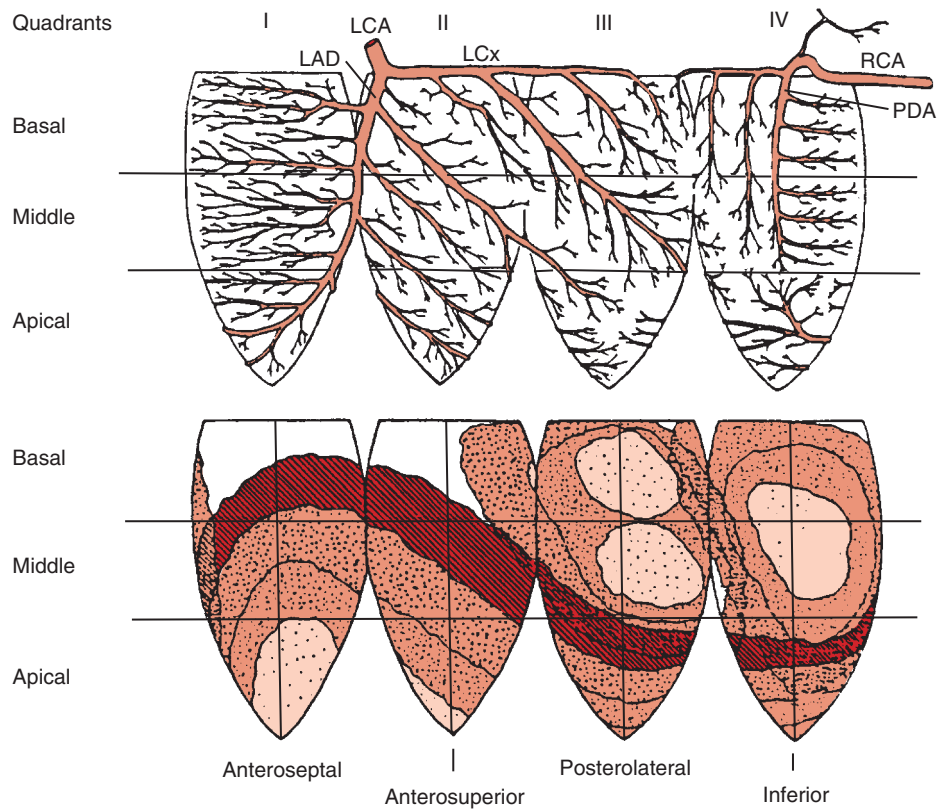 Quadrants I LCA II III IV
LAD LCx RCA
PDA
Basal
Middle
Apical
Basal
Middle
Apical
Anteroseptal Posterolateral
Anterosuperior Inferior